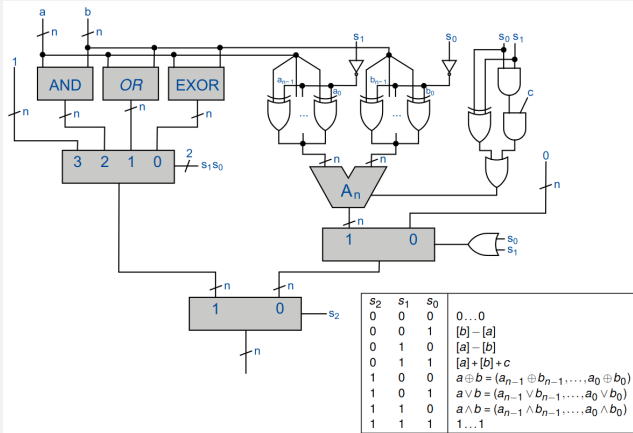 a b
n n
s₁ s₀ s₀ s₁
1
AND OR EXOR
aₙ₋₁ a₀ bₙ₋₁ b₀
... ...
c
n n n n
3 2 1 0
2
s₁s₀
n n
Aₙ
0
n
n
1 0
s₀
s₁
n n
1 0
s₂
n
s₂ s₁ s₀
0 0 0 0...0
0 0 1 [b]−[a]
0 1 0 [a]−[b]
0 1 1 [a]+[b]+c
1 0 0 a⊕b = (aₙ₋₁⊕bₙ₋₁,...,a₀⊕b₀)
1 0 1 a∨b = (aₙ₋₁∨bₙ₋₁,...,a₀∨b₀)
1 1 0 a∧b = (aₙ₋₁∧bₙ₋₁,...,a₀∧b₀)
1 1 1 1...1